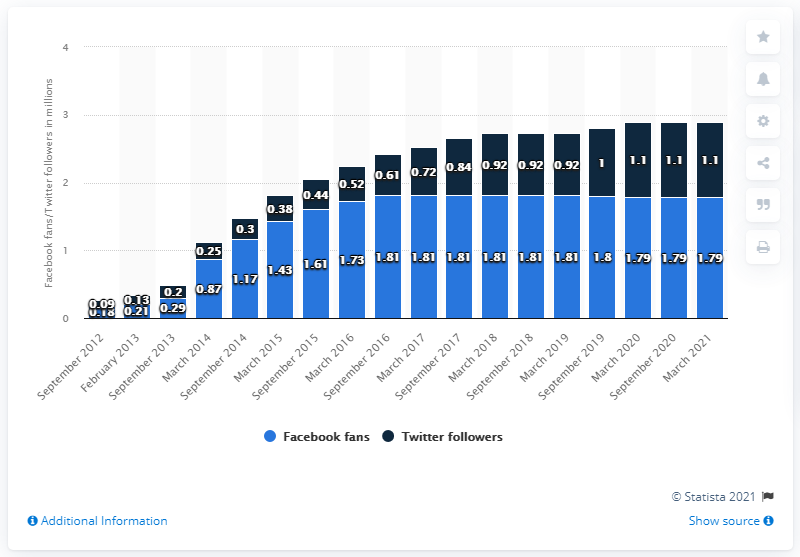 4
3
2
1
0
Facebook fans/Twitter followers in millions
0.09 0.13 0.2 0.25 0.3 0.38 0.44 0.52 0.61 0.72 0.84 0.92 0.92 0.92 1 1.1 1.1 1.1
0.18 0.21 0.29 0.87 1.17 1.43 1.61 1.73 1.81 1.81 1.81 1.81 1.81 1.81 1.8 1.79 1.79 1.79
September 2012
February 2013
September 2013
March 2014
September 2014
March 2015
September 2015
March 2016
September 2016
March 2017
September 2017
March 2018
September 2018
March 2019
September 2019
March 2020
September 2020
March 2021
Facebook fans Twitter followers
© Statista 2021
Additional Information
Show source